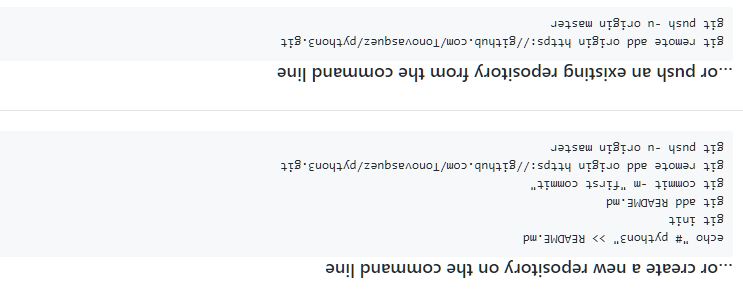 ...or create a new repository on the command line
echo "# python3" >> README.md
git init
git add README.md
git commit -m "first commit"
git remote add origin https://github.com/Tonovasquez/python3.git
git push -u origin master
...or push an existing repository from the command line
git remote add origin https://github.com/Tonovasquez/python3.git
git push -u origin master